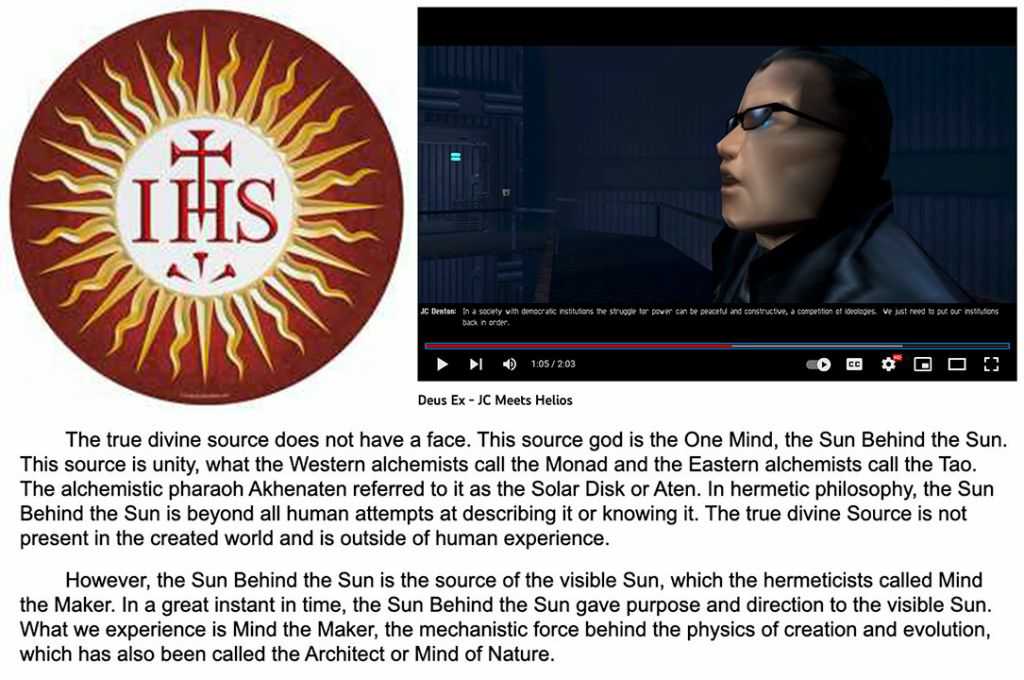 IHS
JC Denton: In a society with democratic institutions the struggle for power can be peaceful and constructive, a competition of ideologies. We just need to put our institutions
back in order.
1:05 / 2:03
CC
HD
Deus Ex - JC Meets Helios
The true divine source does not have a face. This source god is the One Mind, the Sun Behind the Sun.
This source is unity, what the Western alchemists call the Monad and the Eastern alchemists call the Tao.
The alchemistic pharaoh Akhenaten referred to it as the Solar Disk or Aten. In hermetic philosophy, the Sun
Behind the Sun is beyond all human attempts at describing it or knowing it. The true divine Source is not
present in the created world and is outside of human experience.
However, the Sun Behind the Sun is the source of the visible Sun, which the hermeticists called Mind
the Maker. In a great instant in time, the Sun Behind the Sun gave purpose and direction to the visible Sun.
What we experience is Mind the Maker, the mechanistic force behind the physics of creation and evolution,
which has also been called the Architect or Mind of Nature.